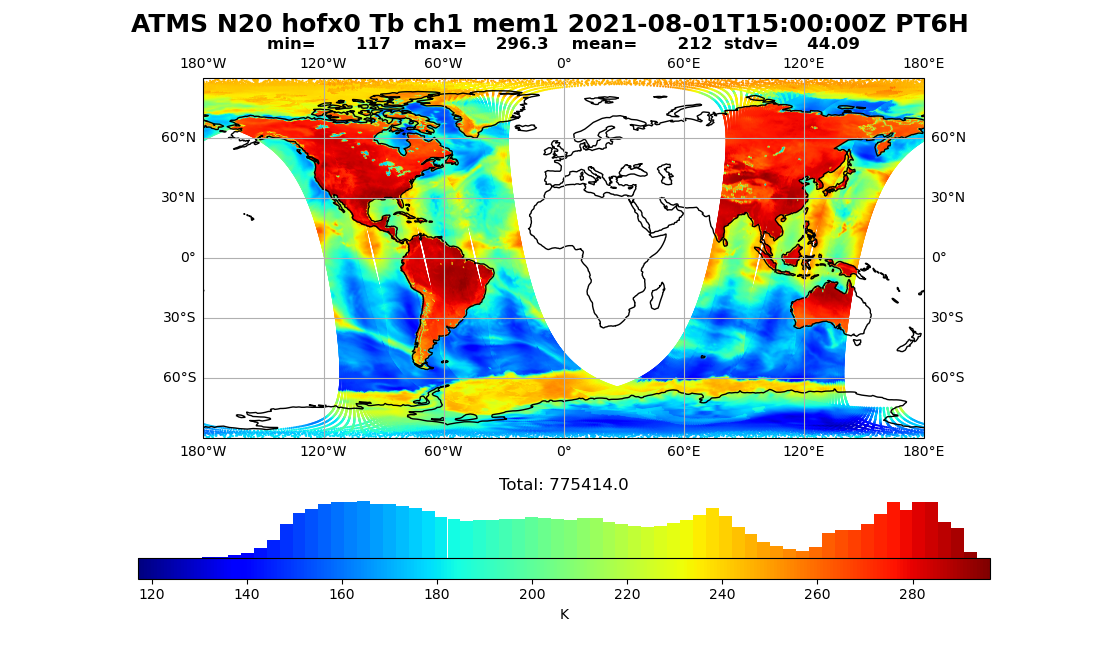 ATMS N20 hofx0 Tb ch1 mem1 2021-08-01T15:00:00Z PT6H
min= 117 max= 296.3 mean= 212 stdv= 44.09
180°W 120°W 60°W 0° 60°E 120°E 180°E
60°N 60°N
30°N 30°N
0° 0°
30°S 30°S
60°S 60°S
180°W 120°W 60°W 0° 60°E 120°E 180°E
Total: 775414.0
120 140 160 180 200 220 240 260 280
K